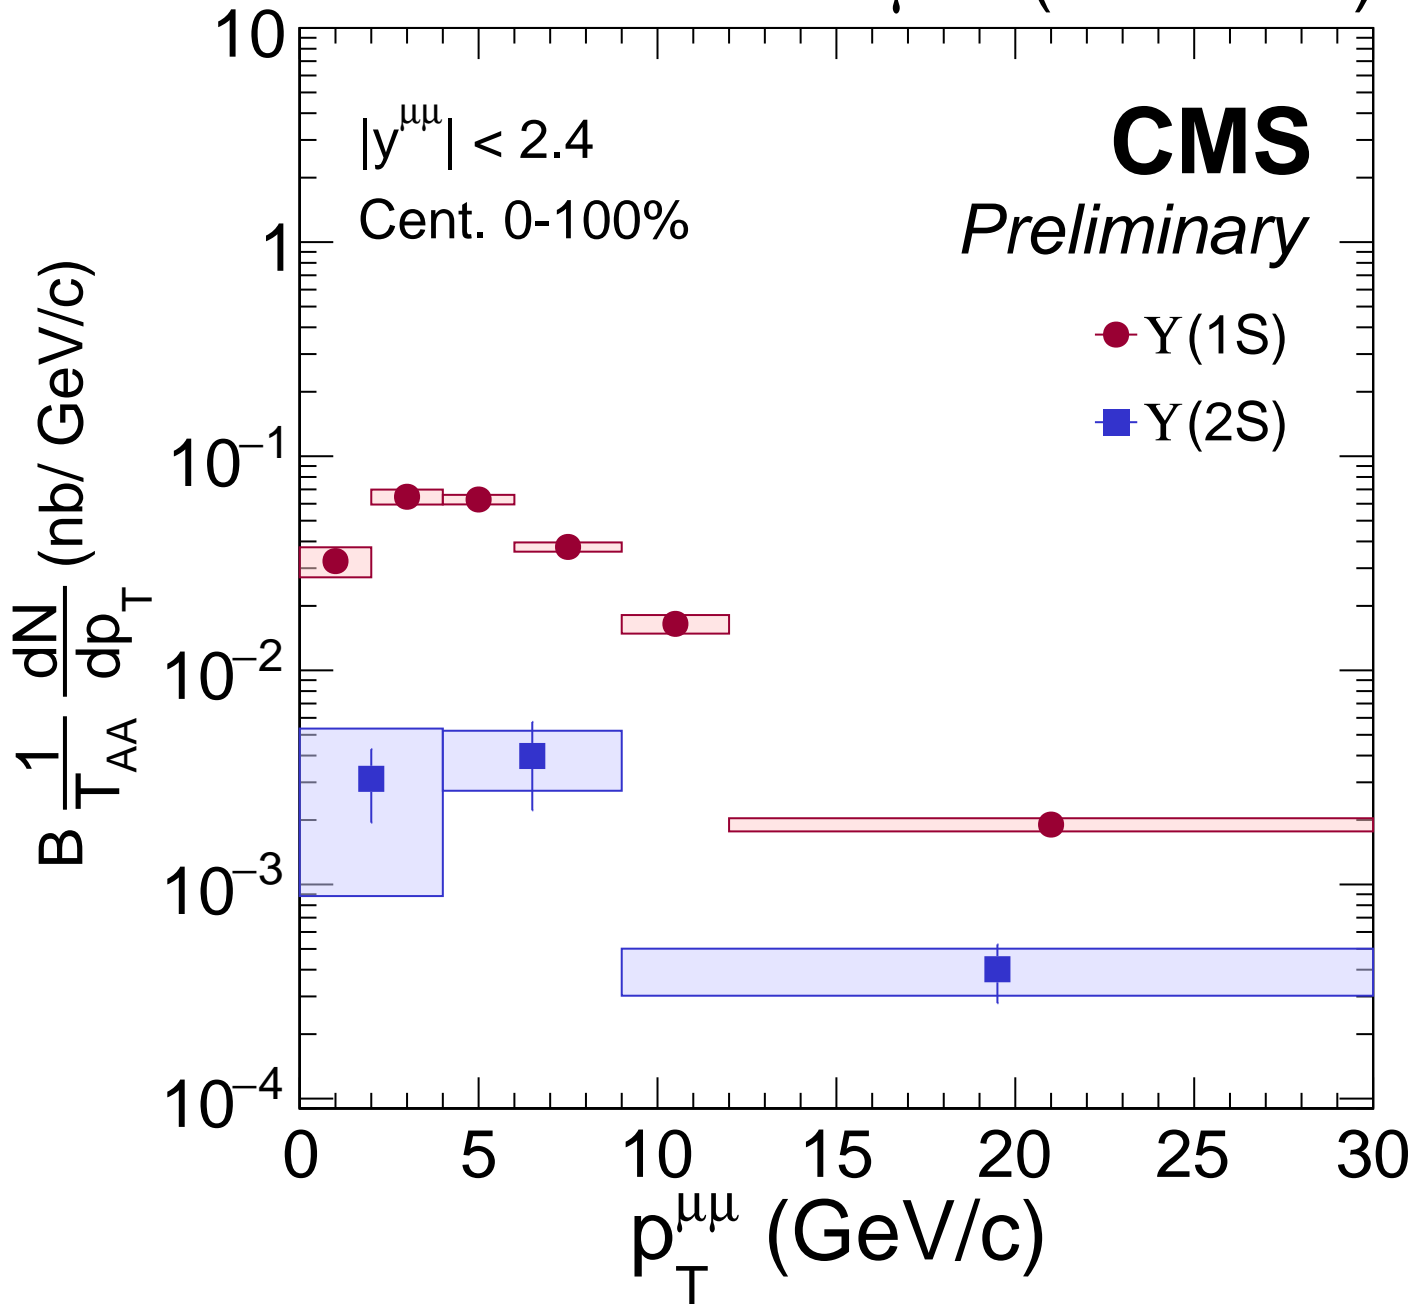 10
|y^μμ| < 2.4
CMS
Cent. 0-100%
Preliminary
1
Υ(1S)
Υ(2S)
10⁻¹
10⁻²
10⁻³
10⁻⁴
B 1/T_AA dN/dp_T (nb/ GeV/c)
0 5 10 15 20 25 30
p_T^μμ (GeV/c)